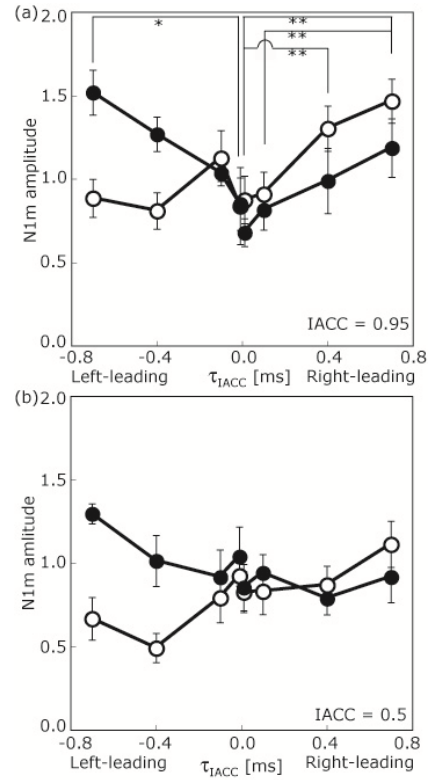 (a)
2.0
*
**
**
**
1.5
N1m amplitude
1.0
0.5
IACC = 0.95
0.0
-0.8 -0.4 0.0 0.4 0.8
Left-leading τIACC [ms] Right-leading
(b)
2.0
1.5
N1m amlitude
1.0
0.5
IACC = 0.5
0.0
-0.8 -0.4 0.0 0.4 0.8
Left-leading τIACC [ms] Right-leading